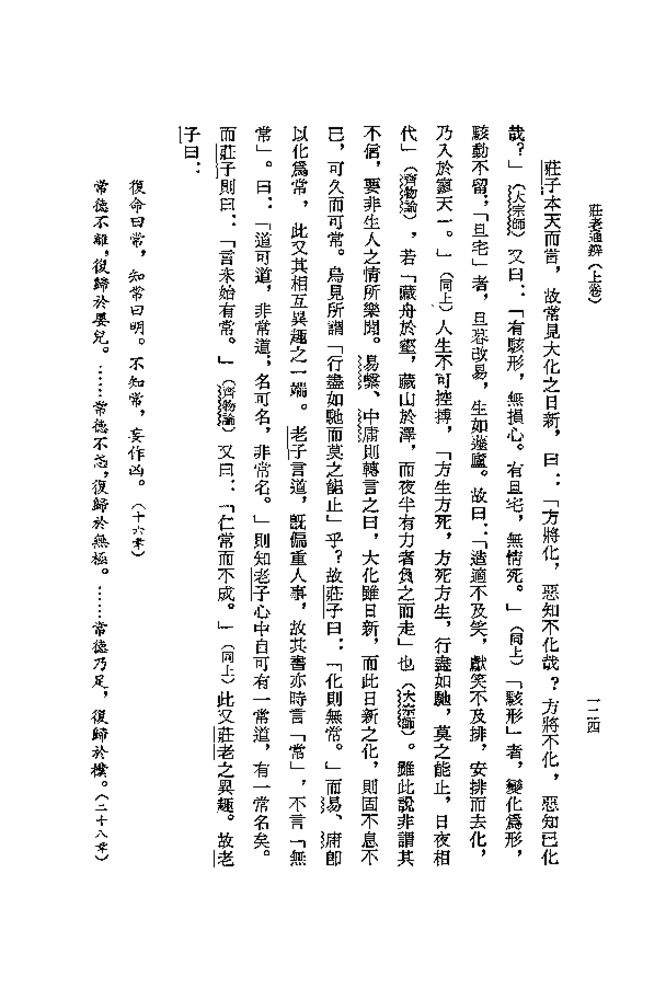 莊老通辨（上卷）
一二四
莊子本天而言，故常見大化之日新，曰：「方將化，惡知不化哉？方將不化，惡知已化
哉？」（大宗師）又曰：「有駭形，無損心。有旦宅，無情死。」（同上）「駭形」者，變化爲形，
駭動不留；「旦宅」者，旦暮改易，生如蘧廬。故曰：「造適不及笑，獻笑不及排，安排而去化，
乃入於寥天一。」（同上）人生不可控摶，「方生方死，方死方生，行盡如馳，莫之能止，日夜相
代」（齊物論），若「藏舟於壑，藏山於澤，而夜半有力者負之而走」也（大宗師）。雖此說非謂其
不信，要非生人之情所樂聞。易繫、中庸則轉言之曰，大化雖日新，而此日新之化，則固不息不
已，可久而可常。烏見所謂「行盡如馳而莫之能止」乎？故莊子曰：「化則無常。」而易、庸卽
以化爲常，此又其相互異趣之一端。老子言道，旣偏重人事，故其書亦時言「常」，不言「無
常」。曰：「道可道，非常道；名可名，非常名。」則知老子心中自可有一常道，有一常名矣。
而莊子則曰：「言未始有常。」（齊物論）又曰：「仁常而不成。」（同上）此又莊老之異趣。故老
子曰：
復命曰常，知常曰明。不知常，妄作凶。（十六章）
常德不離，復歸於嬰兒。……常德不忒，復歸於無極。……常德乃足，復歸於樸。（二十八章）